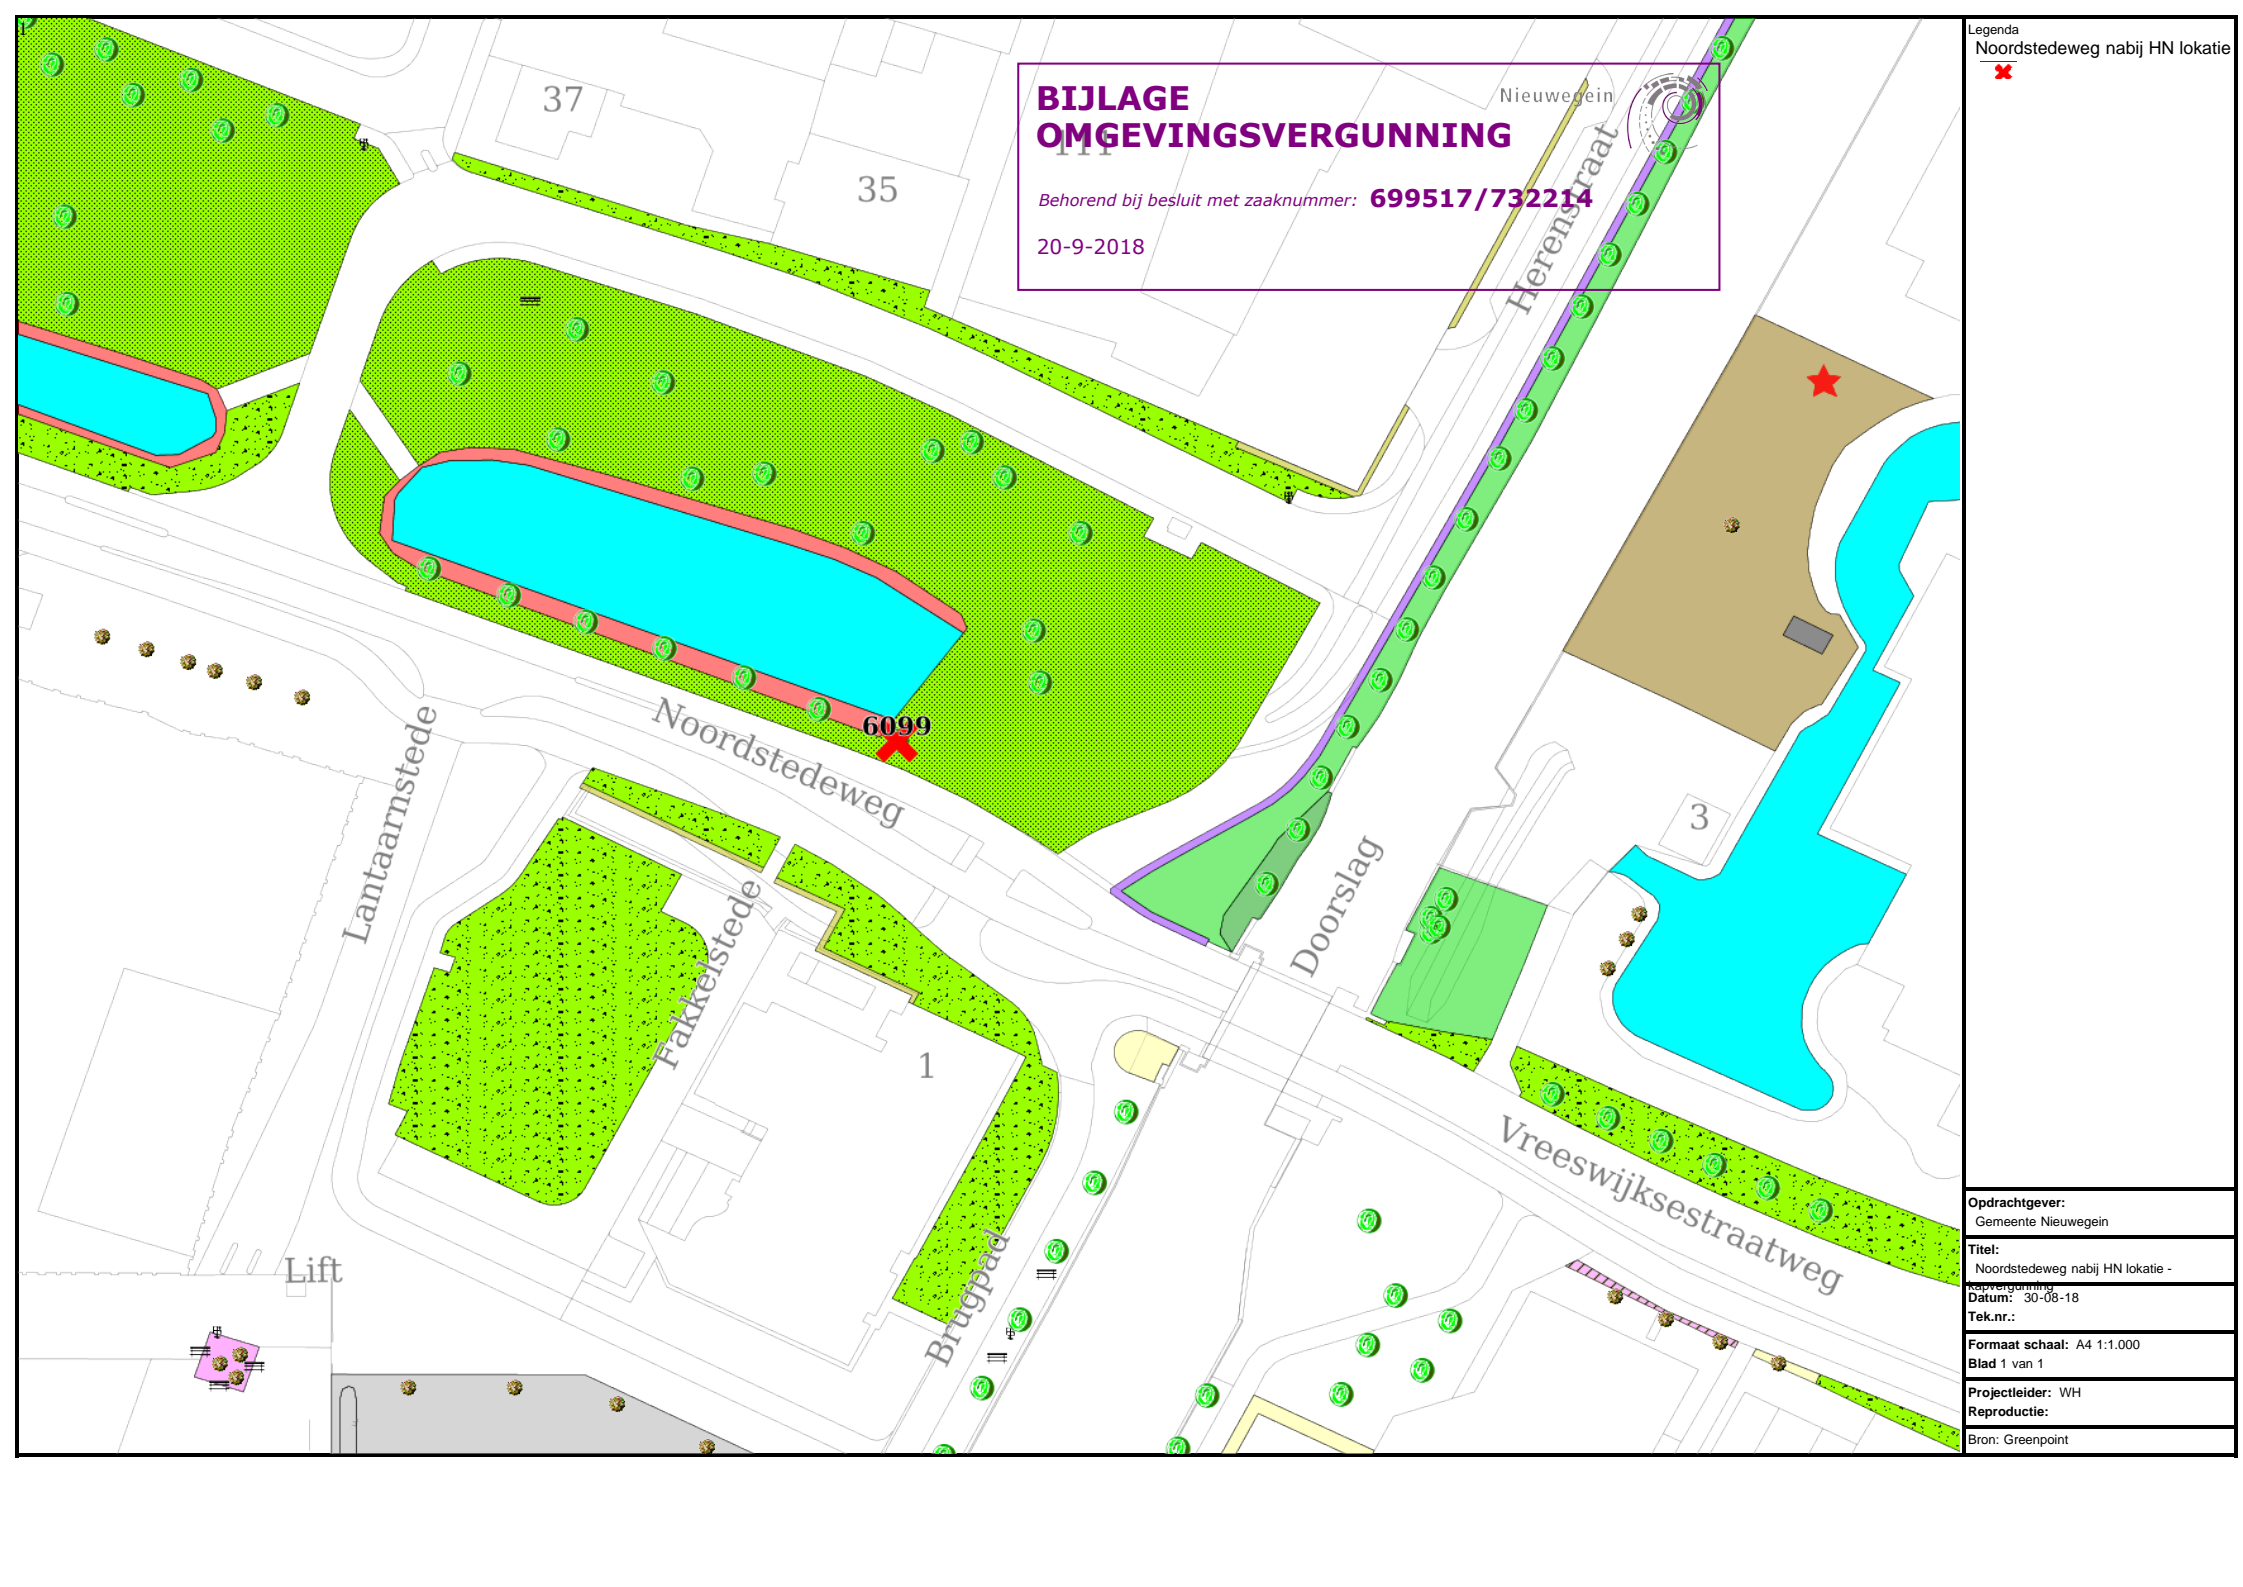 37
35
111
BIJLAGE
OMGEVINGSVERGUNNING
Nieuwegein
Behorend bij besluit met zaaknummer: 699517/732214
20-9-2018
Herenstraat
6099
Noordstedeweg
Lantaarnstede
Fakkelstede
Doorslag
3
1
Vreeswijksestraatweg
Brugpad
Lift
Legenda
Noordstedeweg nabij HN lokatie
Opdrachtgever:
Gemeente Nieuwegein
Titel:
Noordstedeweg nabij HN lokatie -
kapvergunning
Datum: 30-08-18
Tek.nr.:
Formaat schaal: A4 1:1.000
Blad 1 van 1
Projectleider: WH
Reproductie:
Bron: Greenpoint